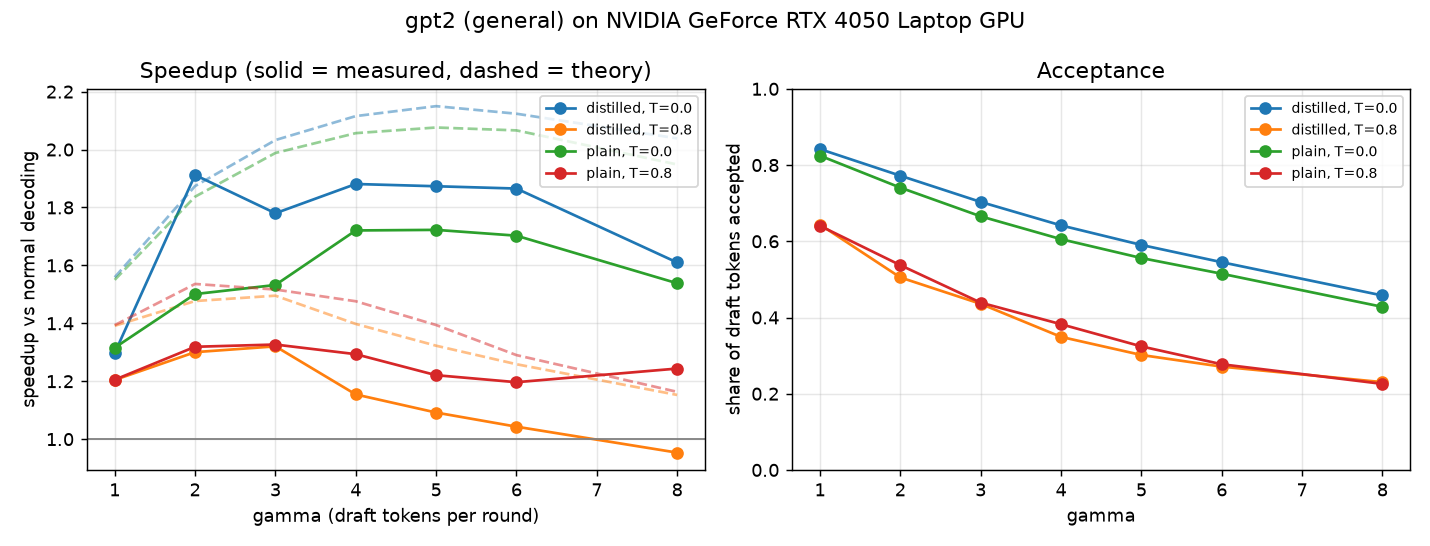 gpt2 (general) on NVIDIA GeForce RTX 4050 Laptop GPU
Speedup (solid = measured, dashed = theory)
speedup vs normal decoding
2.2
2.0
1.8
1.6
1.4
1.2
1.0
distilled, T=0.0
distilled, T=0.8
plain, T=0.0
plain, T=0.8
1 2 3 4 5 6 7 8
gamma (draft tokens per round)
Acceptance
share of draft tokens accepted
1.0
0.8
0.6
0.4
0.2
0.0
distilled, T=0.0
distilled, T=0.8
plain, T=0.0
plain, T=0.8
1 2 3 4 5 6 7 8
gamma